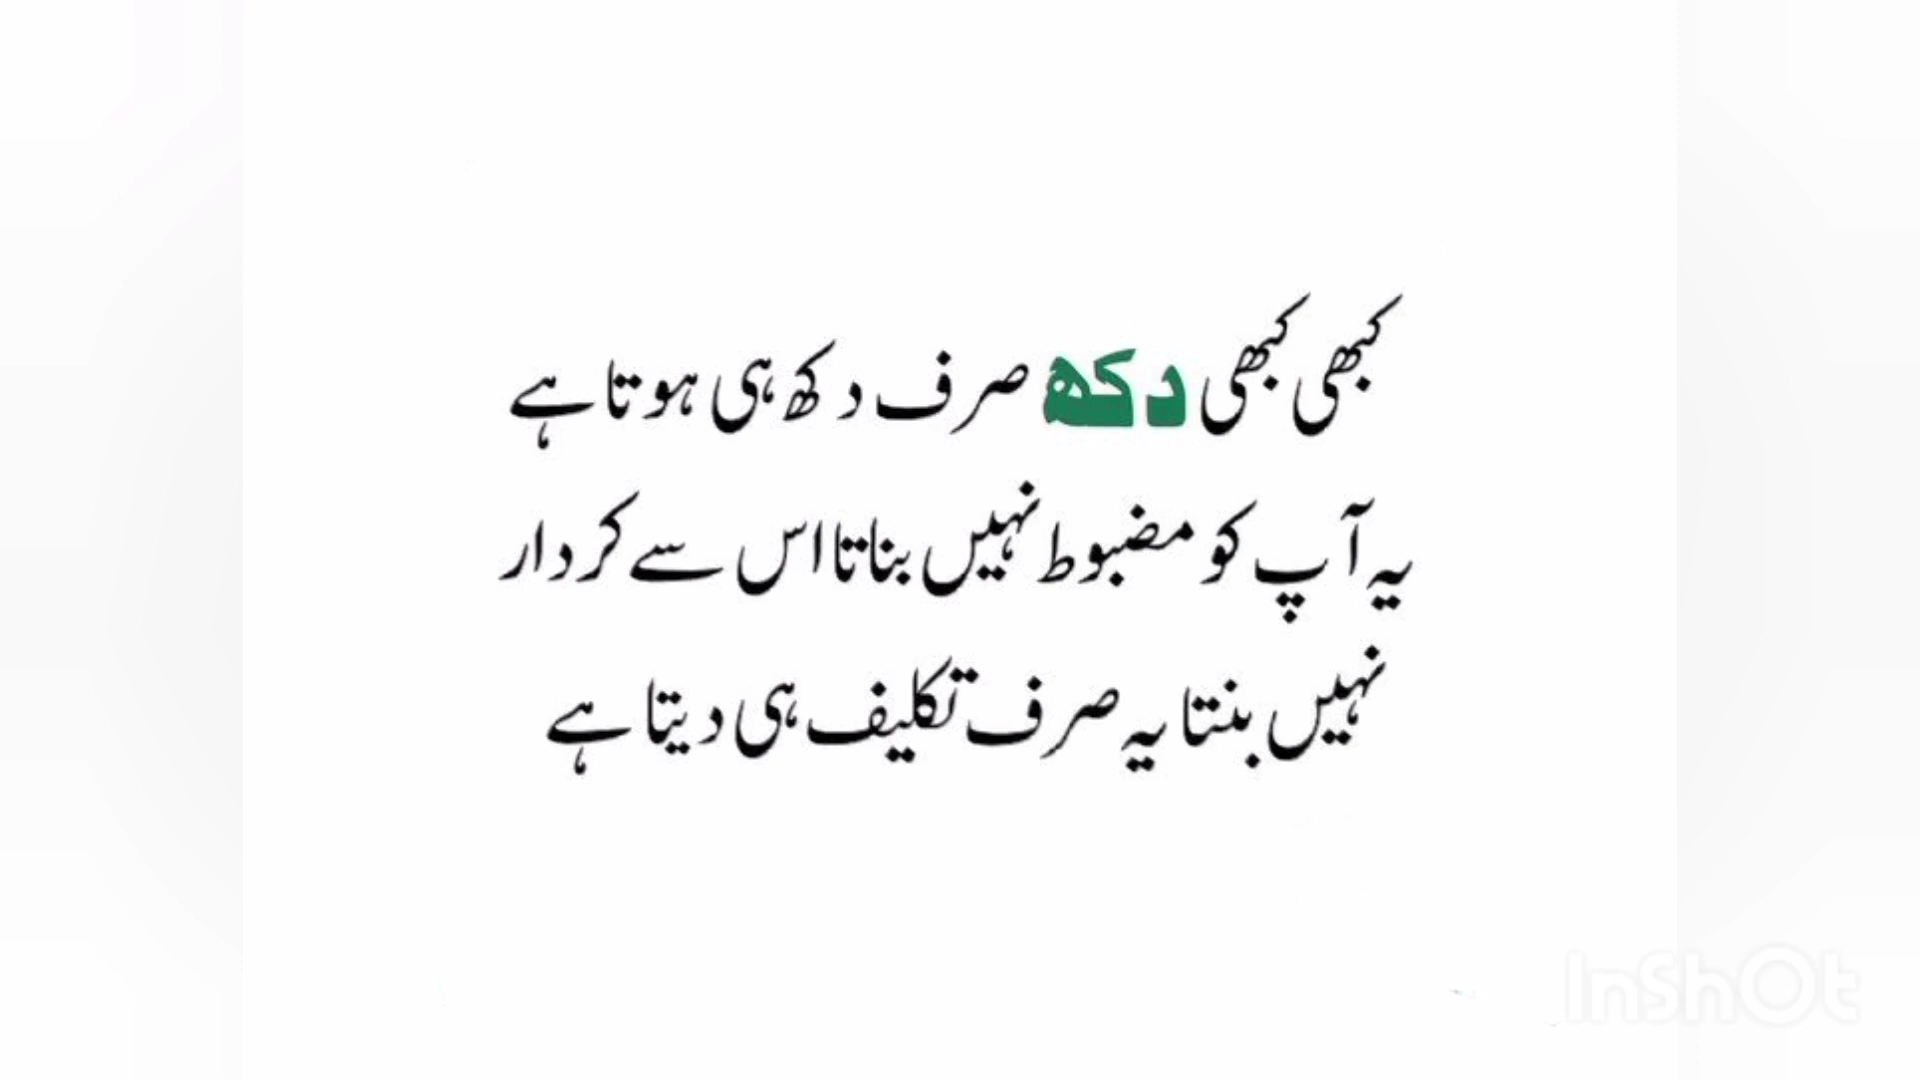 کبھی کبھی دکھ صرف دکھ ہی ہوتا ہے
یہ آپ کو مضبوط نہیں بناتا اس سے کردار
نہیں بنتا یہ صرف تکلیف ہی دیتا ہے
InShOt